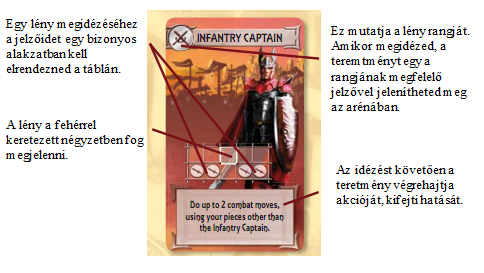 Egy lény megidézéséhez
a jelzőidet egy bizonyos
alakzatban kell
elrendezned a táblán.
A lény a fehérrel
keretezett négyzetben fog
megjelenni.
INFANTRY CAPTAIN
Do up to 2 combat moves,
using your pieces other than
the Infantry Captain.
Ez mutatja a lény rangját.
Amikor megidézed, a
teremtményt egy a
rangjának megfelelő
jelzővel jelenítheted meg
az arénában.
Az idézést követően a
teretmény végrehajtja
akcióját, kifejti hatását.